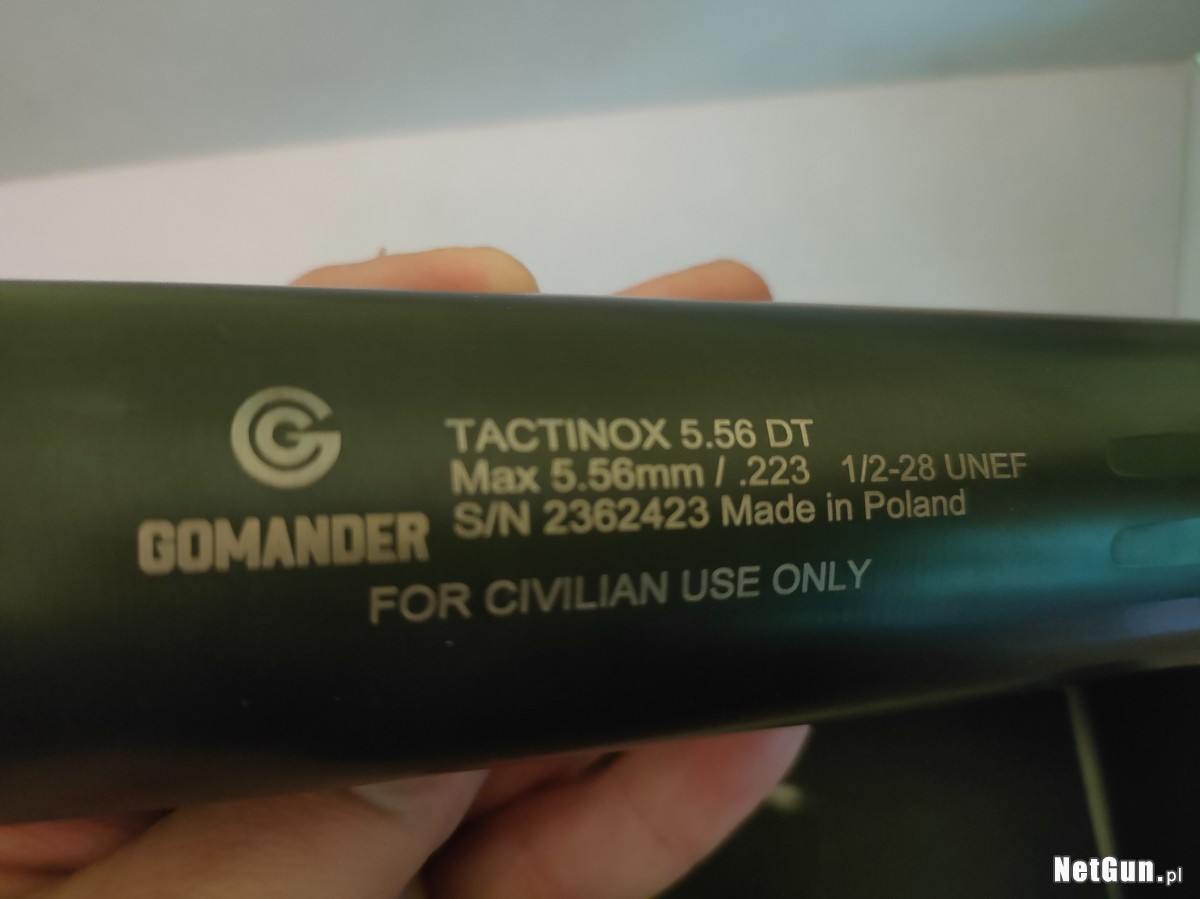 TACTINOX 5.56 DT
Max 5.56mm / .223 1/2-28 UNEF
S/N 2362423 Made in Poland
GOMANDER
FOR CIVILIAN USE ONLY
NetGun.pl